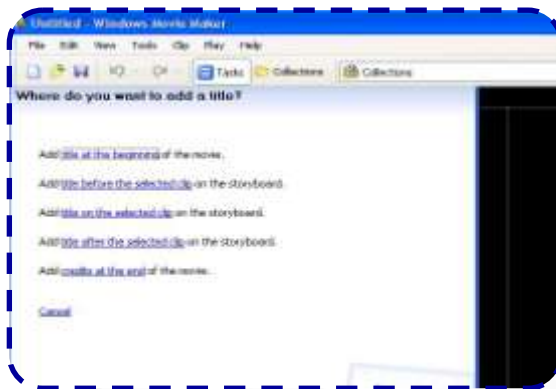 Untitled - Windows Movie Maker
File Edit View Tools Clip Play Help
Tasks Collections Collections
Where do you want to add a title?
Add title at the beginning of the movie.
Add title before the selected clip on the storyboard.
Add title on the selected clip on the storyboard.
Add title after the selected clip on the storyboard.
Add credits at the end of the movie.
Cancel